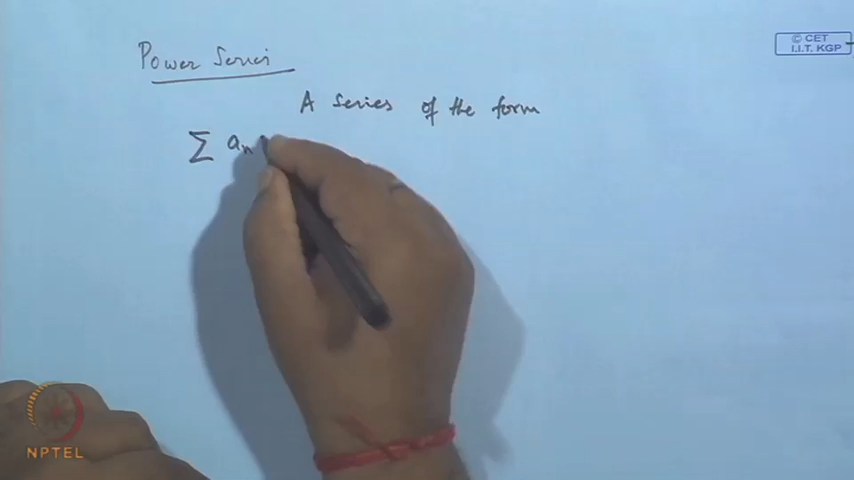 Power Series
© CET
I.I.T. KGP
A series of the form
Σ aₙ
NPTEL